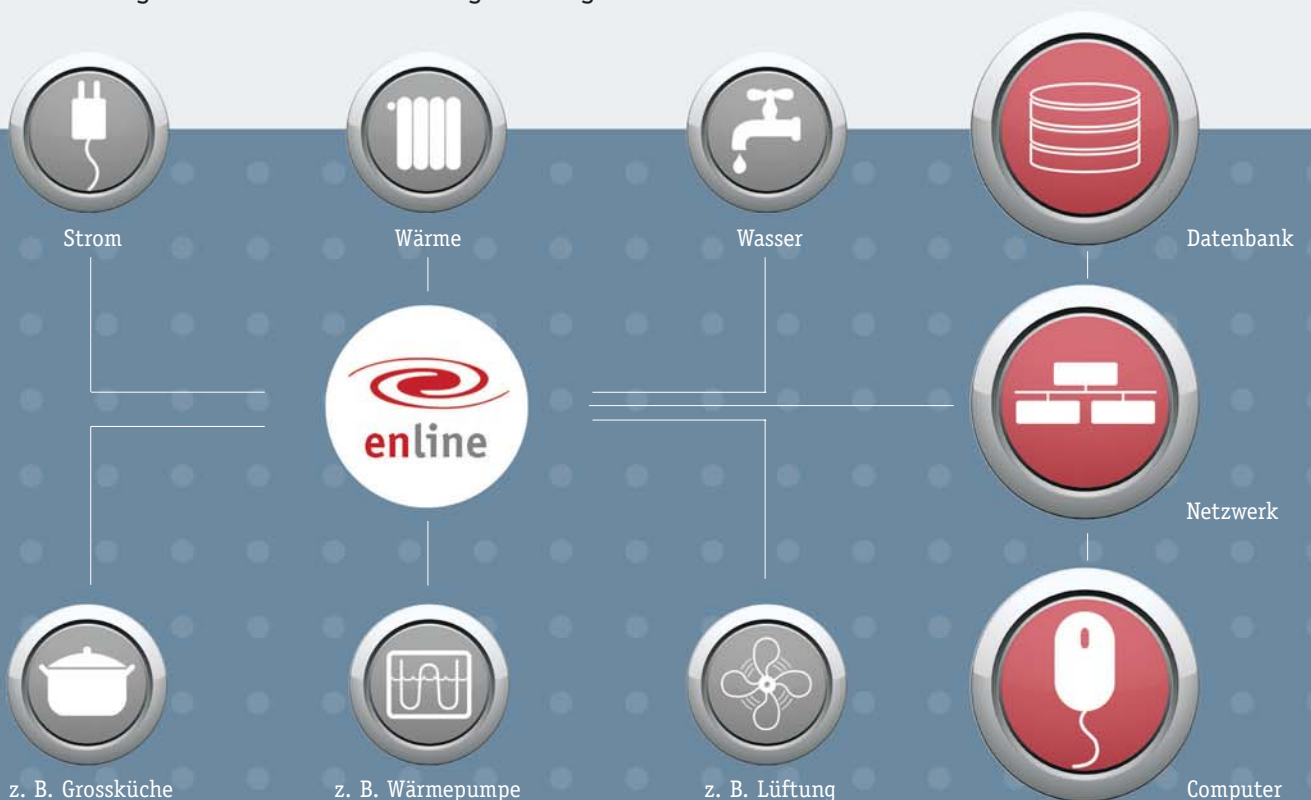 Strom
Wärme
Wasser
Datenbank
enline
Netzwerk
z. B. Grossküche
z. B. Wärmepumpe
z. B. Lüftung
Computer